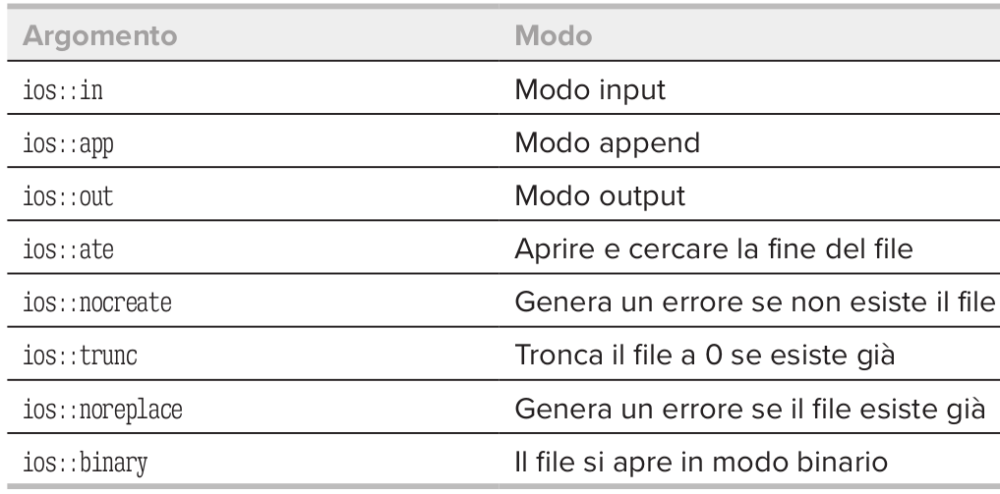 Argomento Modo
ios::in Modo input
ios::app Modo append
ios::out Modo output
ios::ate Aprire e cercare la fine del file
ios::nocreate Genera un errore se non esiste il file
ios::trunc Tronca il file a 0 se esiste già
ios::noreplace Genera un errore se il file esiste già
ios::binary Il file si apre in modo binario